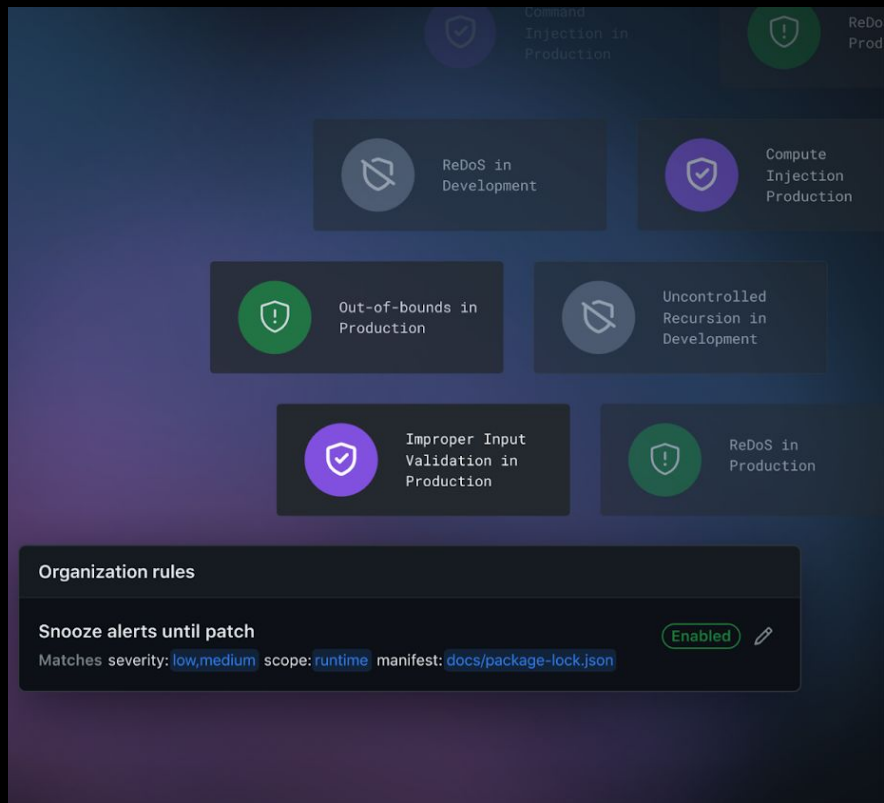 Command
Injection in
Production
ReDoS in
Development
Compute
Injection
Production
Out-of-bounds in
Production
Uncontrolled
Recursion in
Development
Improper Input
Validation in
Production
ReDoS in
Production
Organization rules
Snooze alerts until patch
Enabled
Matches severity: low,medium scope: runtime manifest: docs/package-lock.json